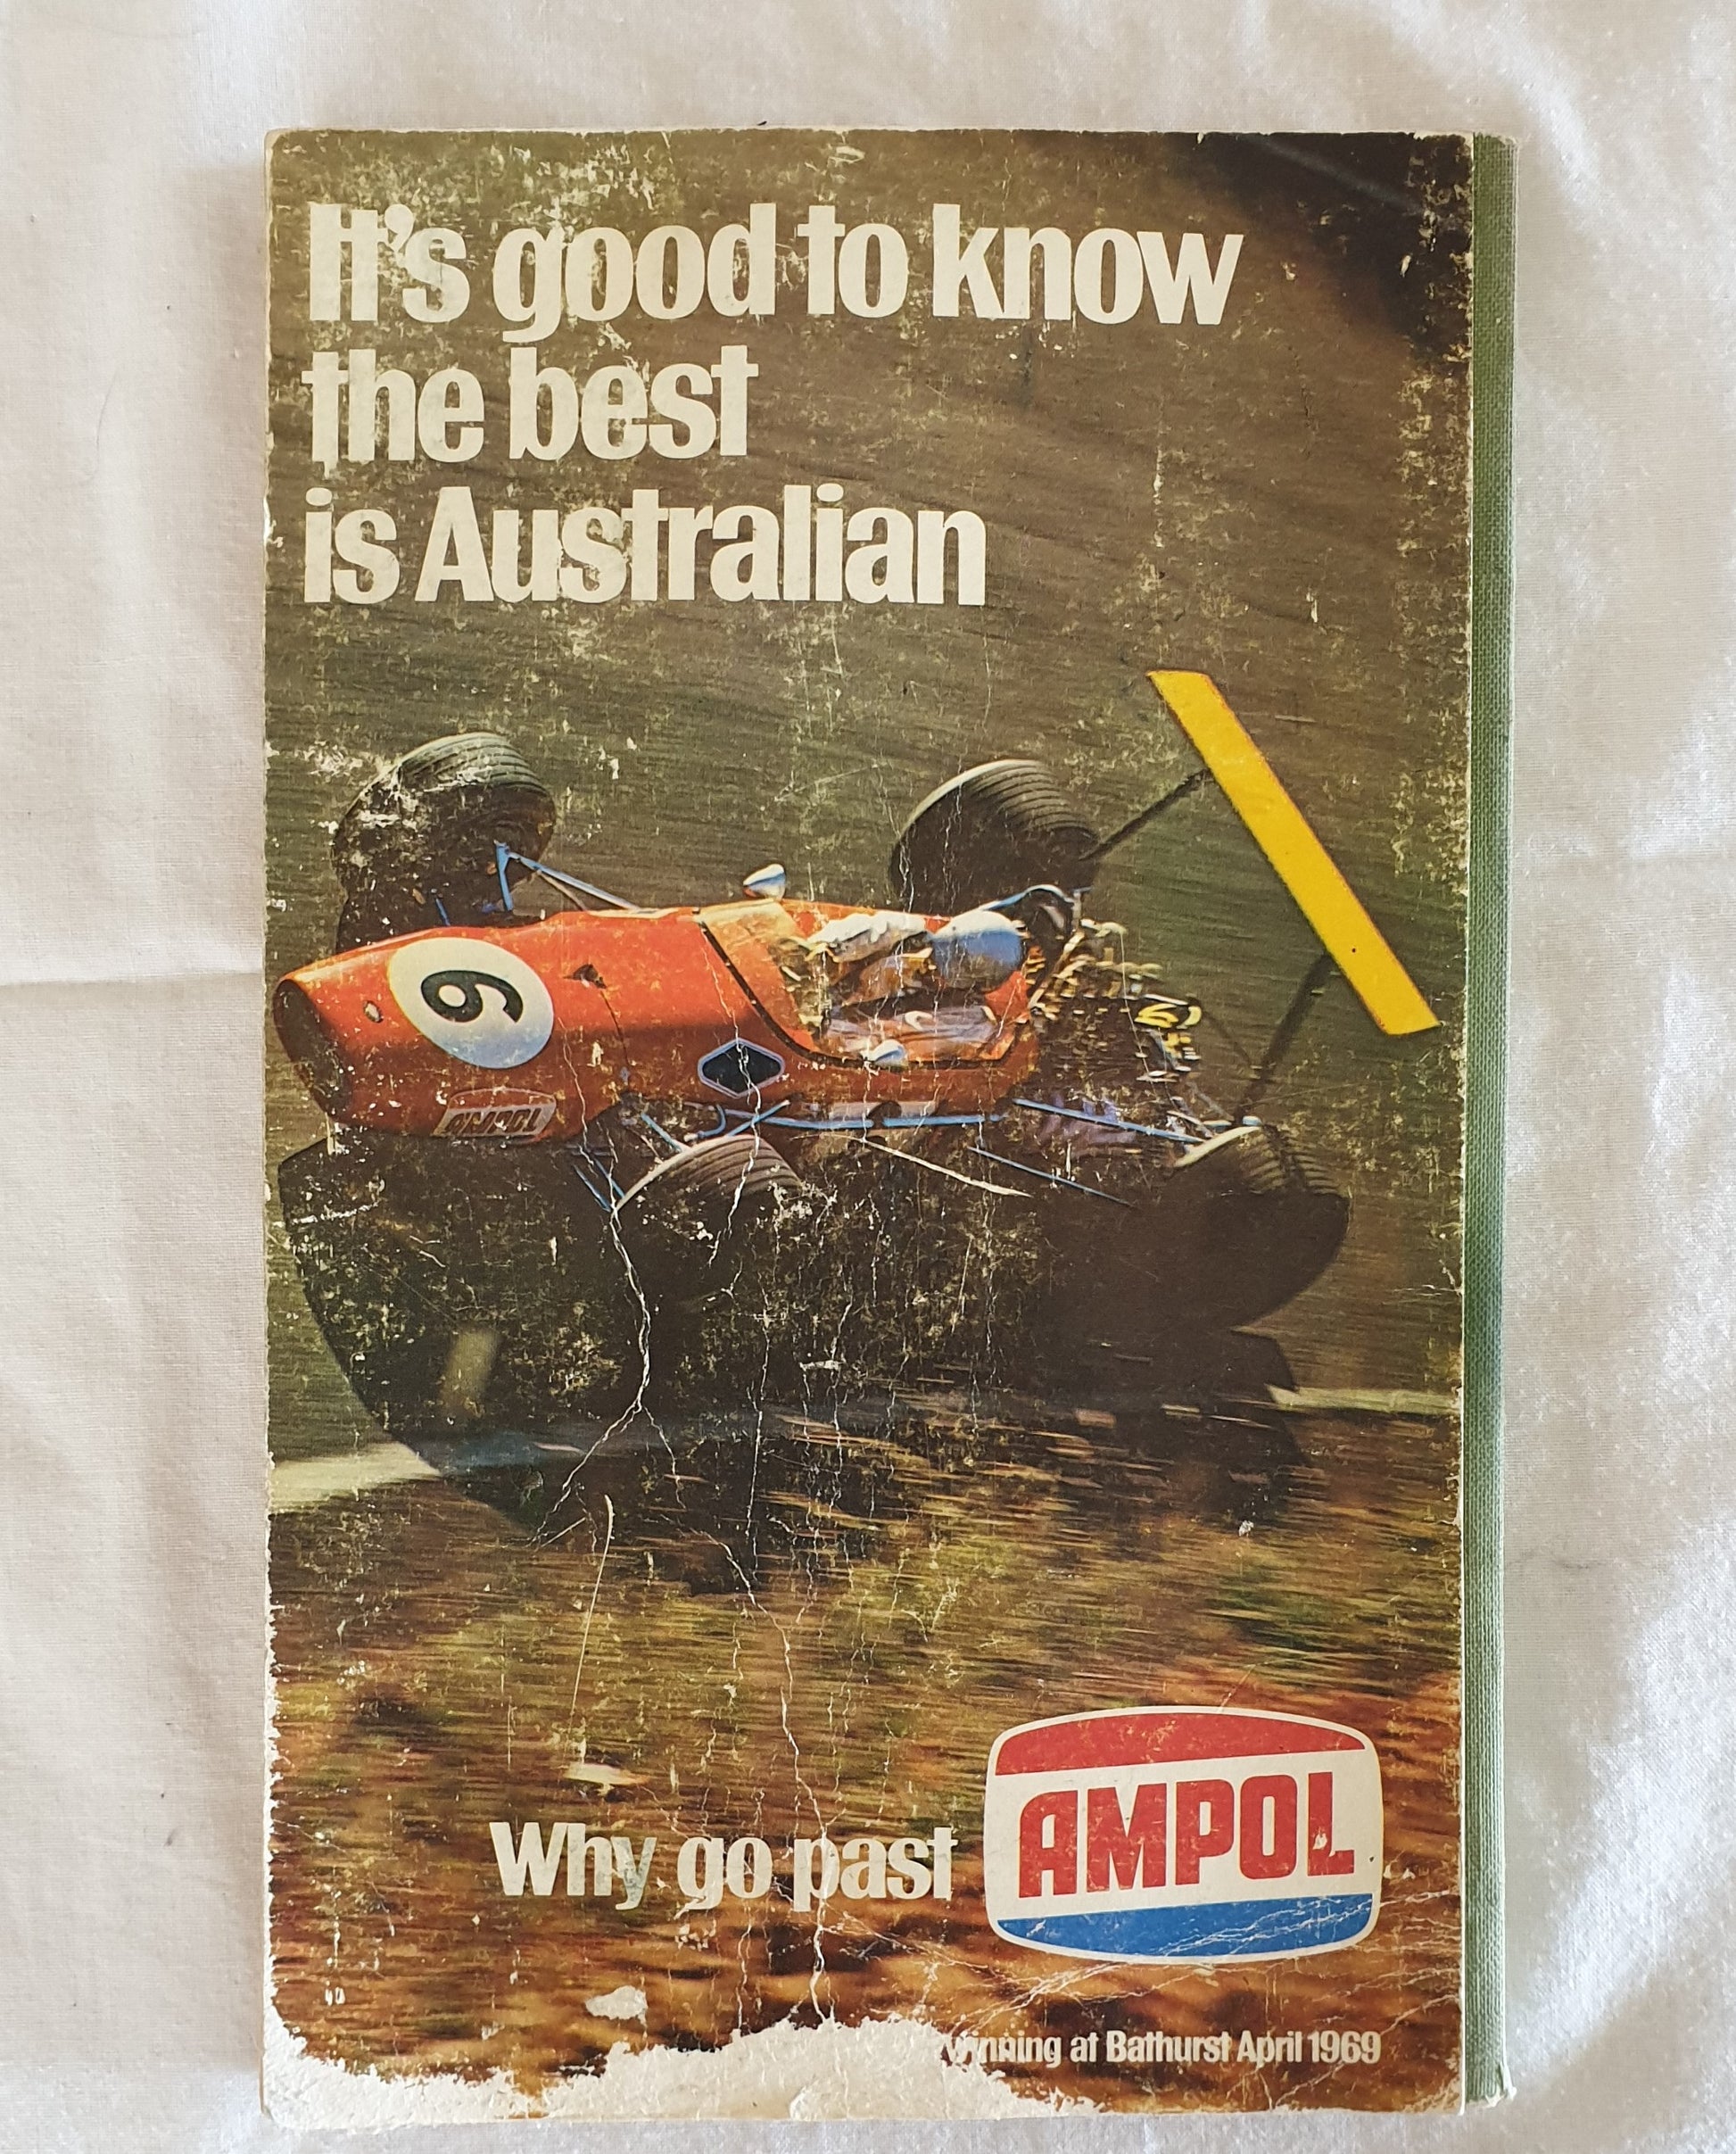 It's good to know
the best
is Australian
6
AMPOL
Why go past AMPOL
winning at Bathurst April 1969